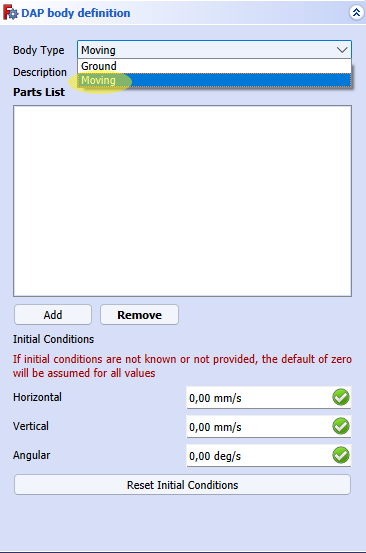 DAP body definition
Body Type Moving
Ground
Description Moving
Parts List
Add Remove
Initial Conditions
If initial conditions are not known or not provided, the default of zero
will be assumed for all values
Horizontal 0,00 mm/s
Vertical 0,00 mm/s
Angular 0,00 deg/s
Reset Initial Conditions